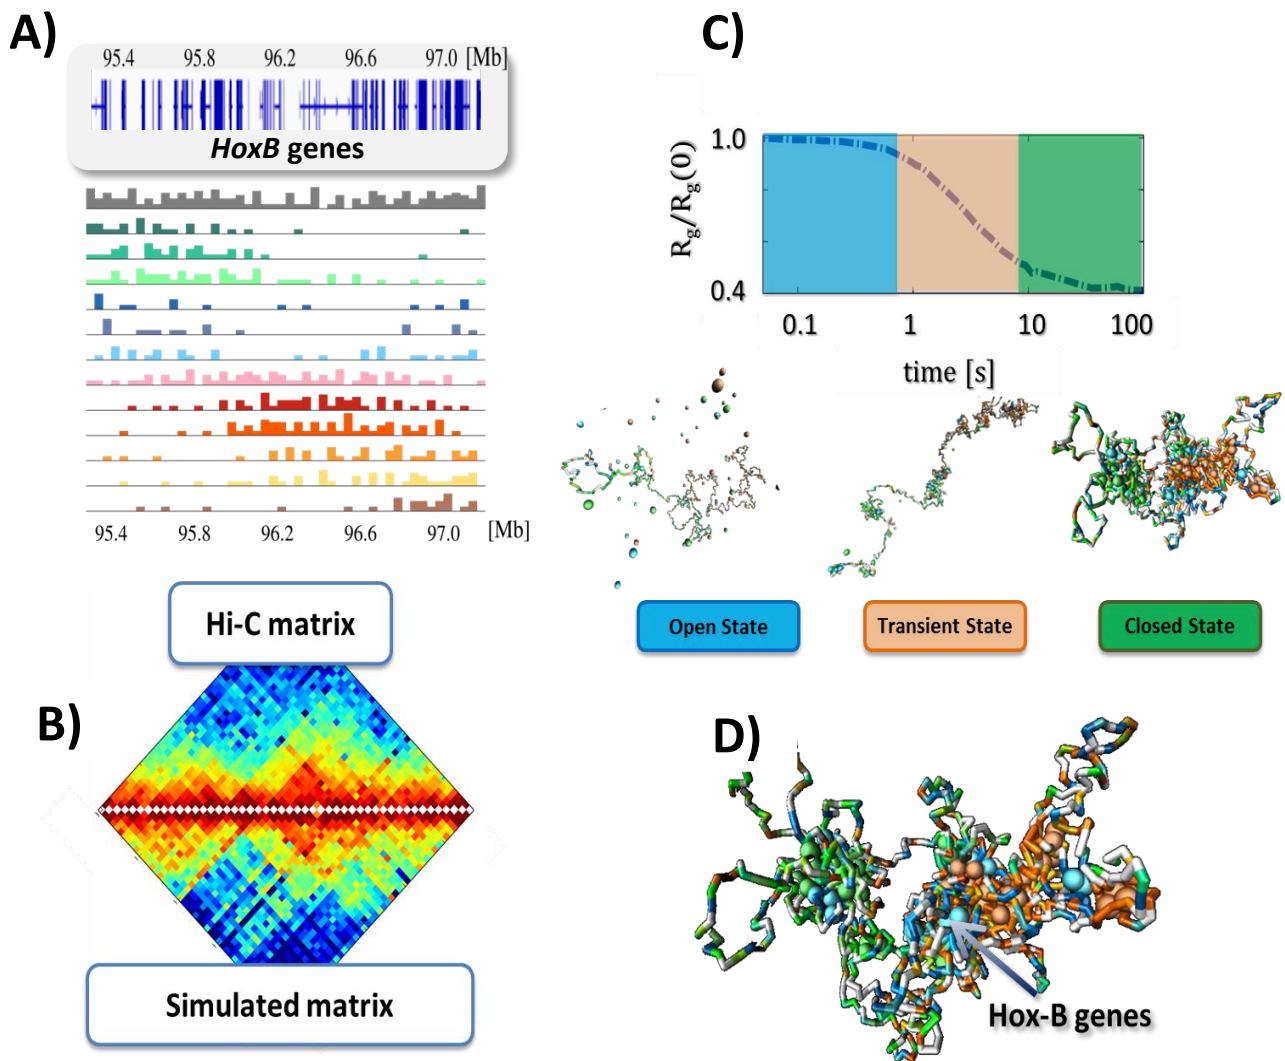 A)
95.4 95.8 96.2 96.6 97.0 [Mb]
HoxB genes
95.4 95.8 96.2 96.6 97.0 [Mb]
B)
Hi-C matrix
Simulated matrix
C)
Rg/Rg(0)
1.0
0.4
0.1 1 10 100
time [s]
Open State
Transient State
Closed State
D)
Hox-B genes